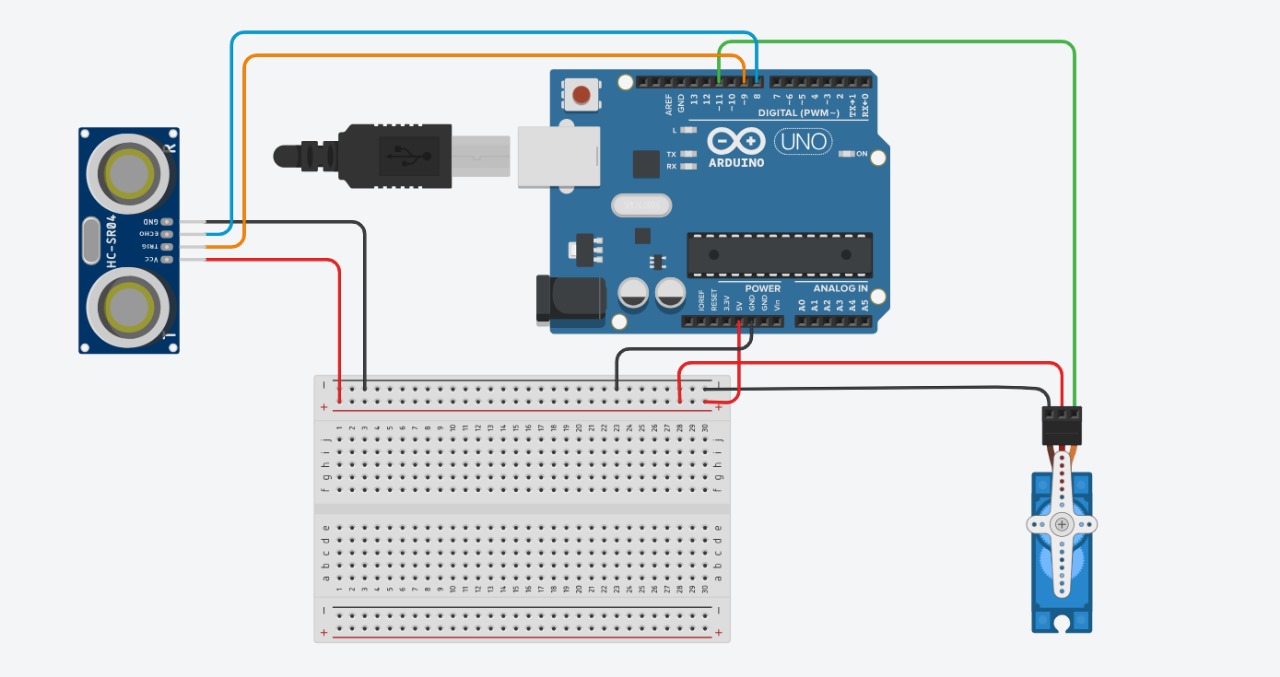 AREF
GND
13
12
~11
~10
~9
8
7
~6
~5
4
~3
2
TX→1
RX←0
DIGITAL (PWM~)
L
TX
RX
ARDUINO
UNO
ON
R
HC-SR04
GND
ECHO
TRIG
Vcc
T
POWER
ANALOG IN
IOREF
RESET
3.3V
5V
GND
GND
Vin
A0
A1
A2
A3
A4
A5
− −
+ +
1 2 3 4 5 6 7 8 9 10 11 12 13 14 15 16 17 18 19 20 21 22 23 24 25 26 27 28 29 30
j j
i i
h h
g g
f f
e e
d d
c c
b b
a a
1 2 3 4 5 6 7 8 9 10 11 12 13 14 15 16 17 18 19 20 21 22 23 24 25 26 27 28 29 30
− −
+ +